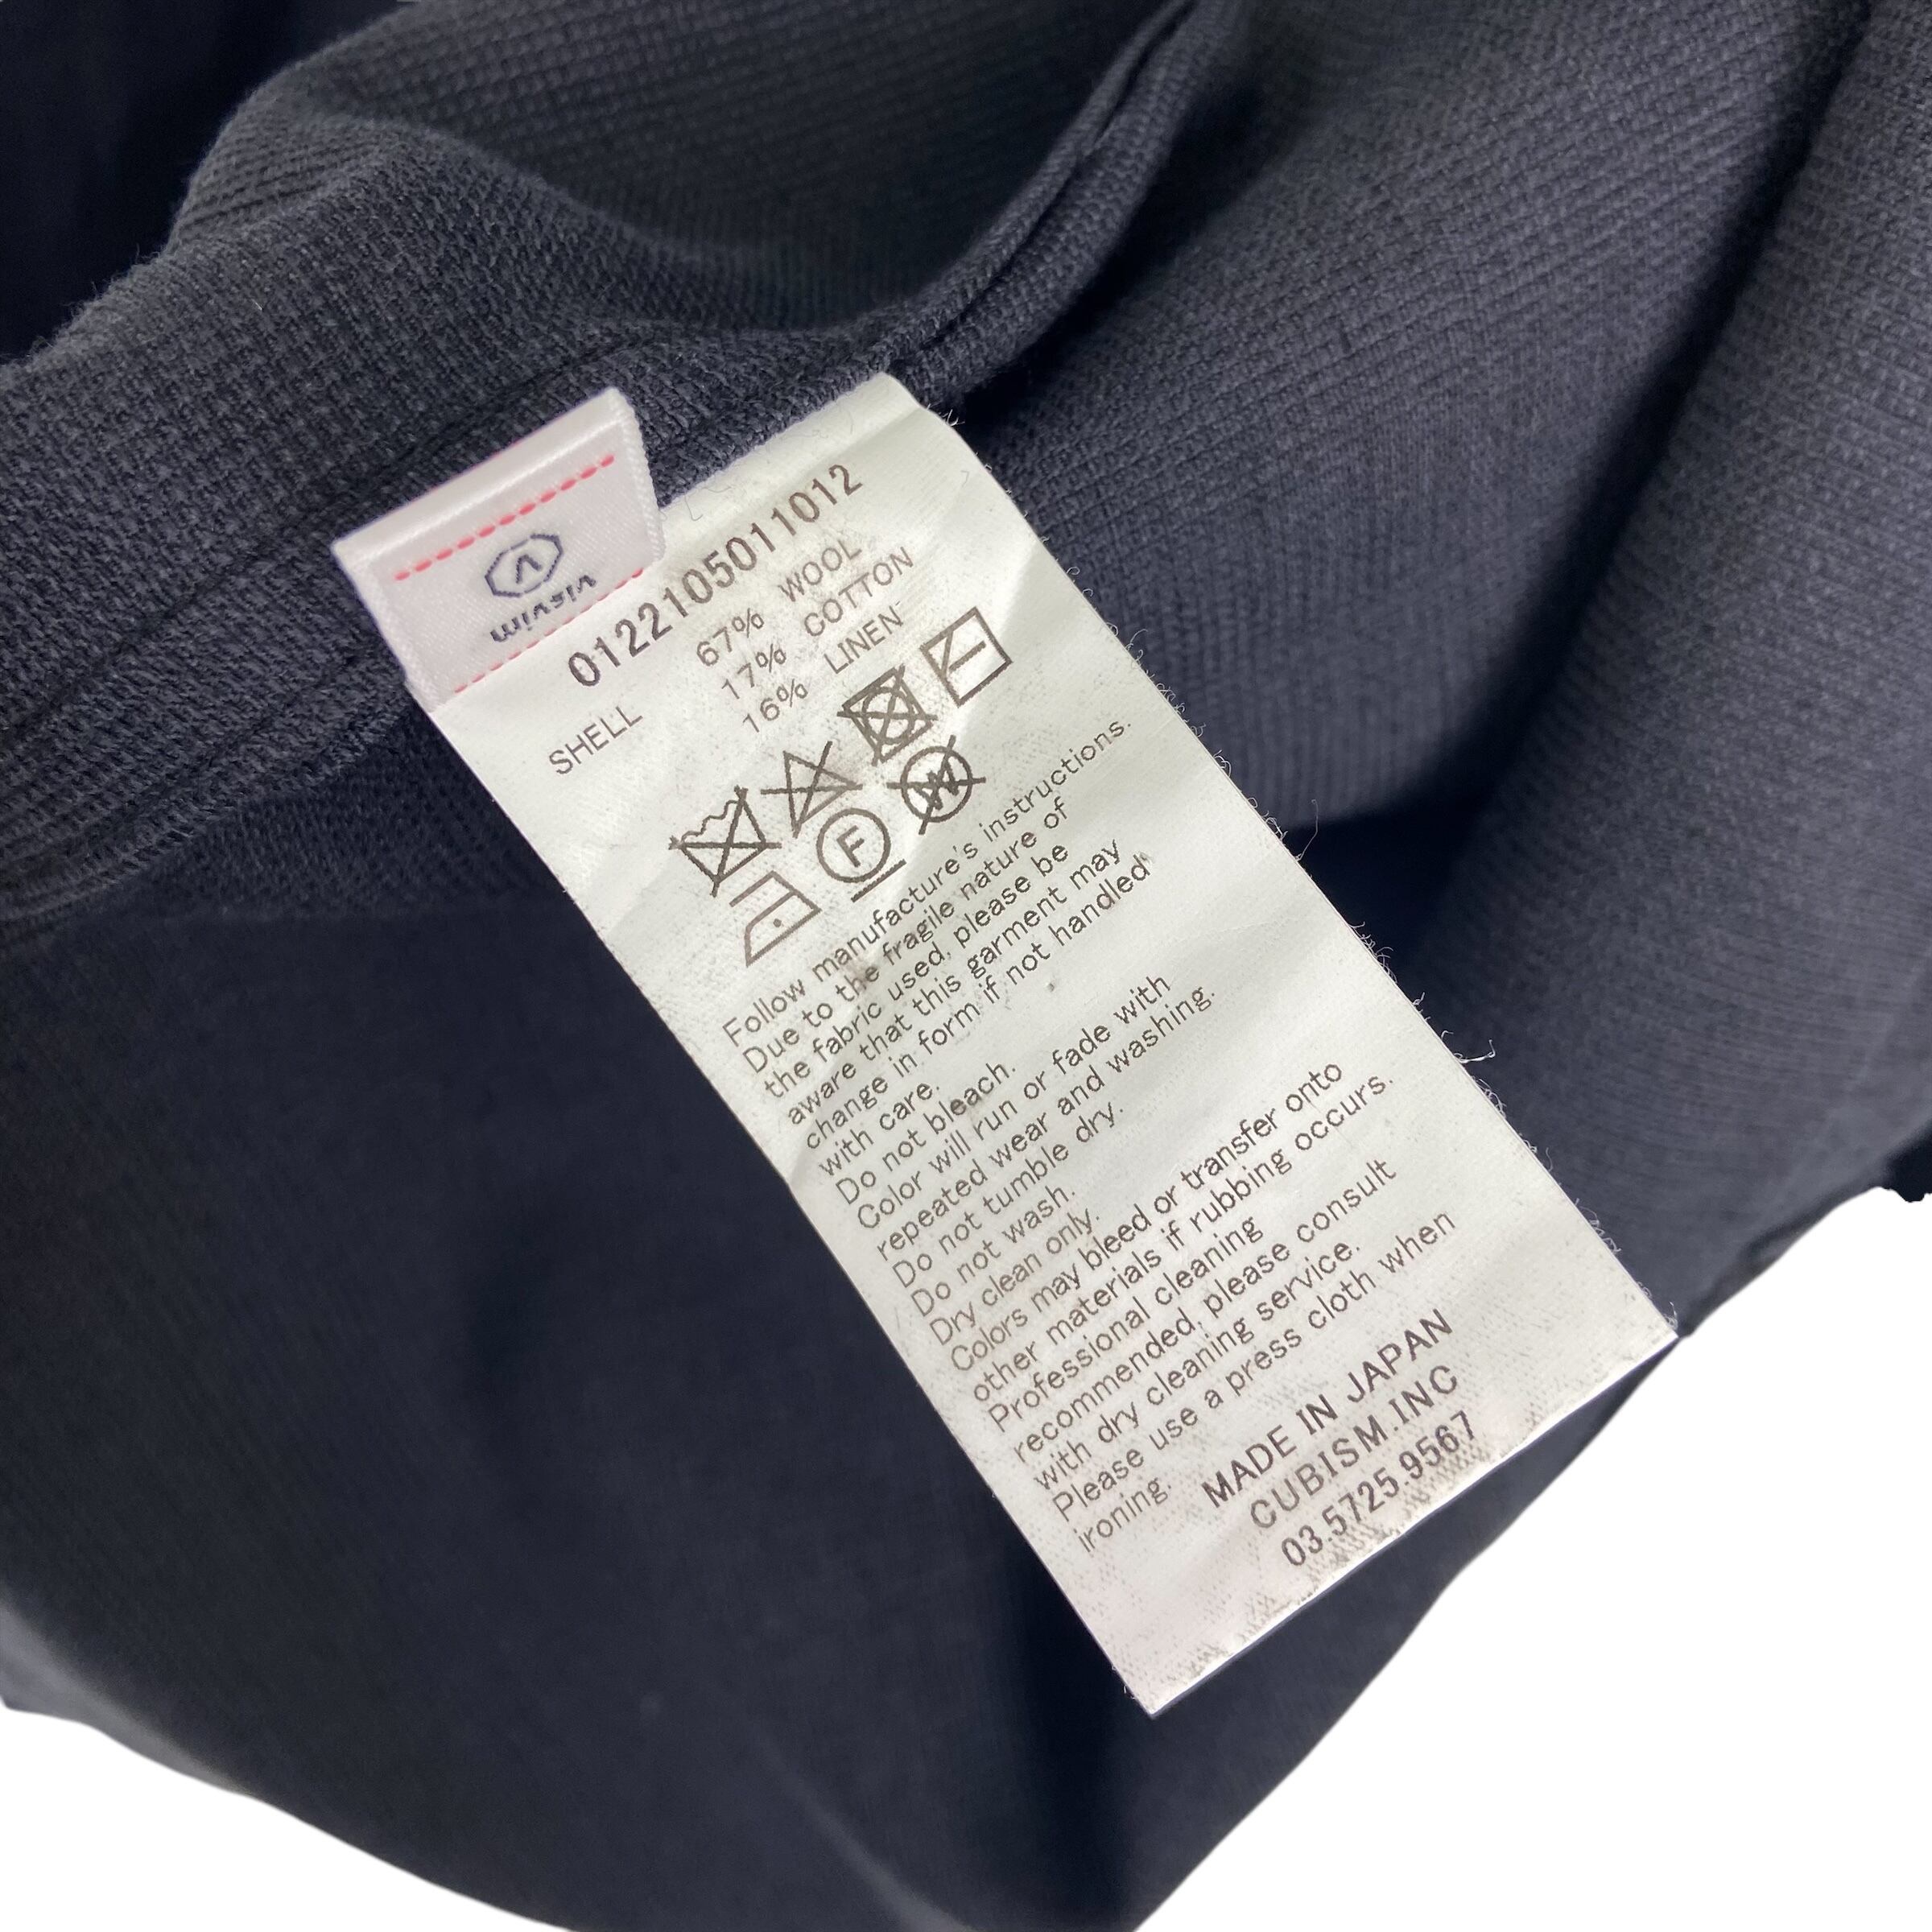 visvim
0122105011012
SHELL 67% WOOL
17% COTTON
16% LINEN
F
W
Follow manufacture's instructions.
Due to the fragile nature of
the fabric used, please be
aware that this garment may
change in form if not handled
with care.
Do not bleach.
Color will run or fade with
repeated wear and washing.
Do not tumble dry.
Do not wash.
Dry clean only.
Colors may bleed or transfer onto
other materials if rubbing occurs.
Professional cleaning
recommended, please consult
with dry cleaning service.
Please use a press cloth when
ironing.
MADE IN JAPAN
CUBISM.INC
03.5725.9567